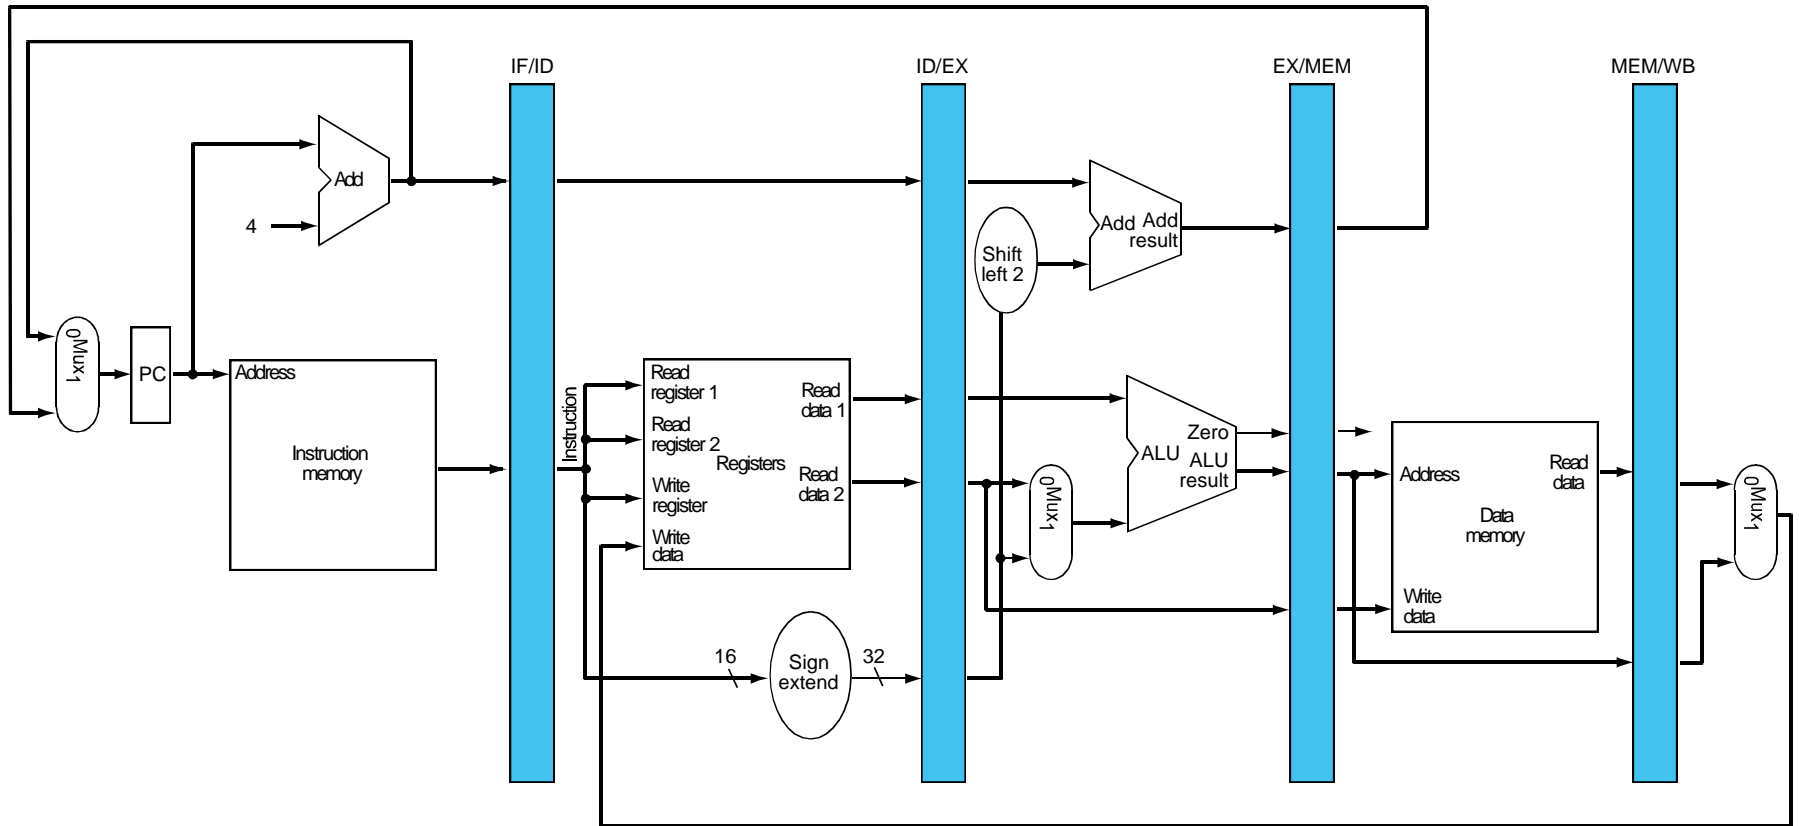 IF/ID
ID/EX
EX/MEM
MEM/WB
Add
4
Add
Add
result
Shift
left 2
0
Mux
1
PC
Address
Instruction
memory
Instruction
Read
register 1
Read
register 2
Write
register
Write
data
Registers
Read
data 1
Read
data 2
0
Mux
1
Zero
ALU
ALU
result
Address
Read
data
Data
memory
Write
data
0
Mux
1
16
Sign
extend
32